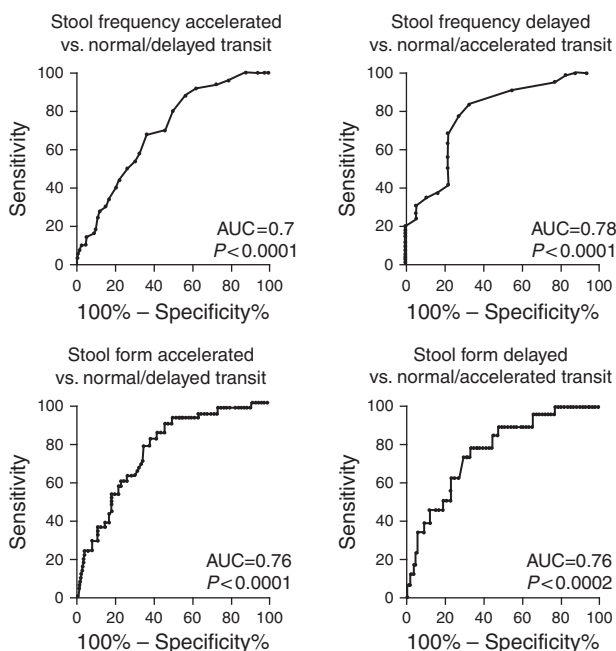 Stool frequency accelerated
vs. normal/delayed transit
100
80
60
40
20
0
Sensitivity
AUC=0.7
P<0.0001
0 20 40 60 80 100
100% – Specificity%
Stool frequency delayed
vs. normal/accelerated transit
100
80
60
40
20
0
Sensitivity
AUC=0.78
P<0.0001
0 20 40 60 80 100
100% – Specificity%
Stool form accelerated
vs. normal/delayed transit
100
80
60
40
20
0
Sensitivity
AUC=0.76
P<0.0001
0 20 40 60 80 100
100% – Specificity%
Stool form delayed
vs. normal/accelerated transit
100
80
60
40
20
0
Sensitivity
AUC=0.76
P<0.0002
0 20 40 60 80 100
100% – Specificity%